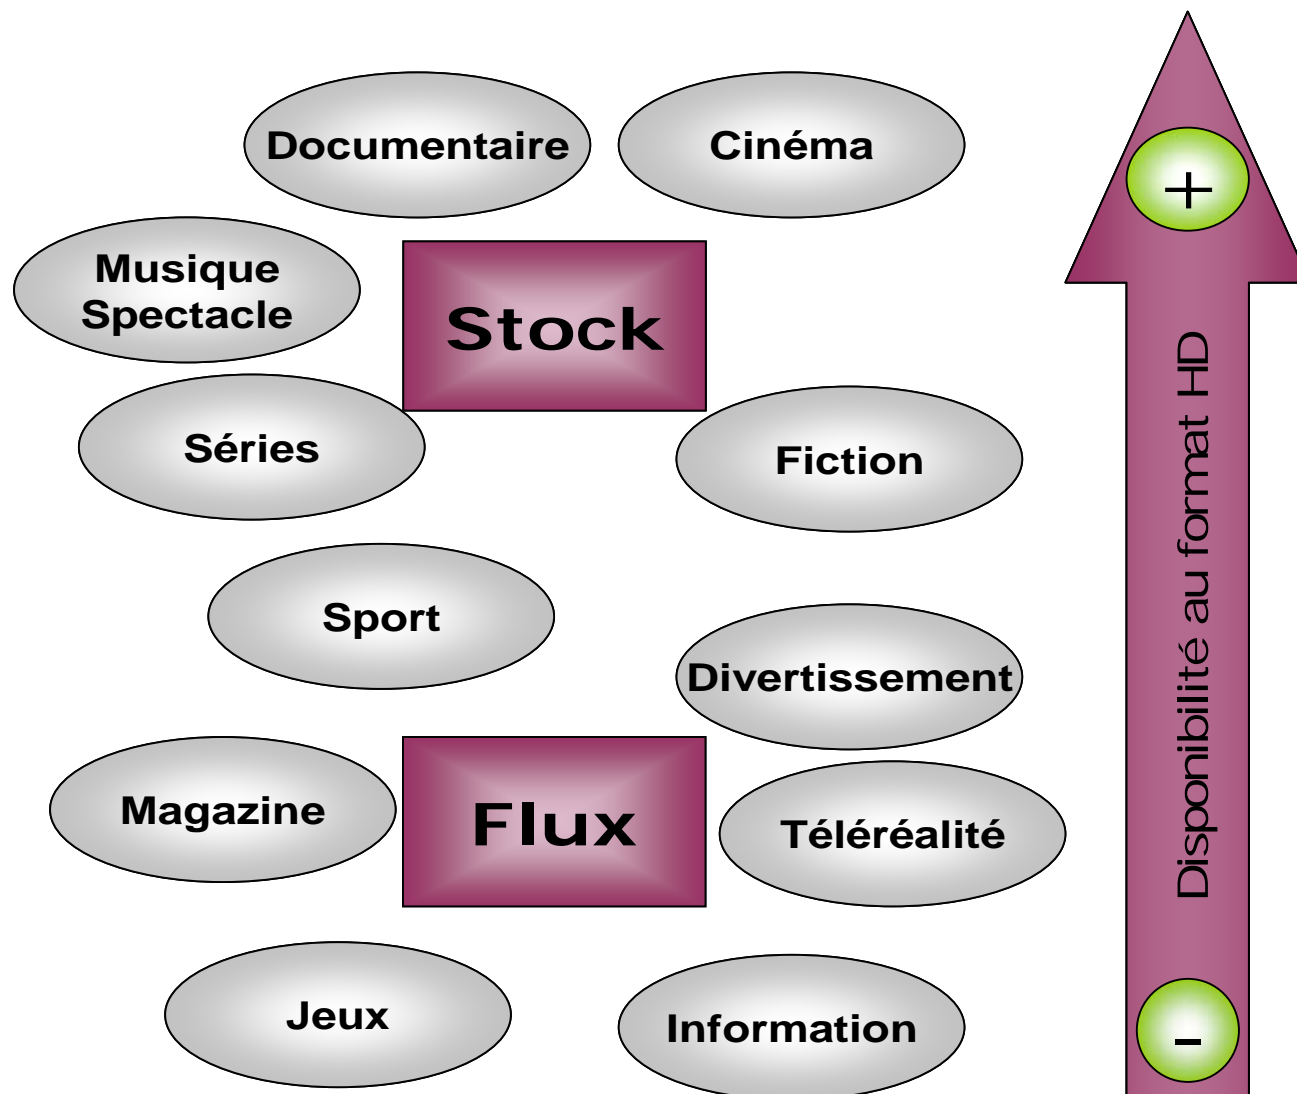 Documentaire
Cinéma
+
Musique
Spectacle
Stock
Séries
Fiction
Disponibilité au format HD
Sport
Divertissement
Magazine
Flux
Téléréalité
Jeux
Information
-